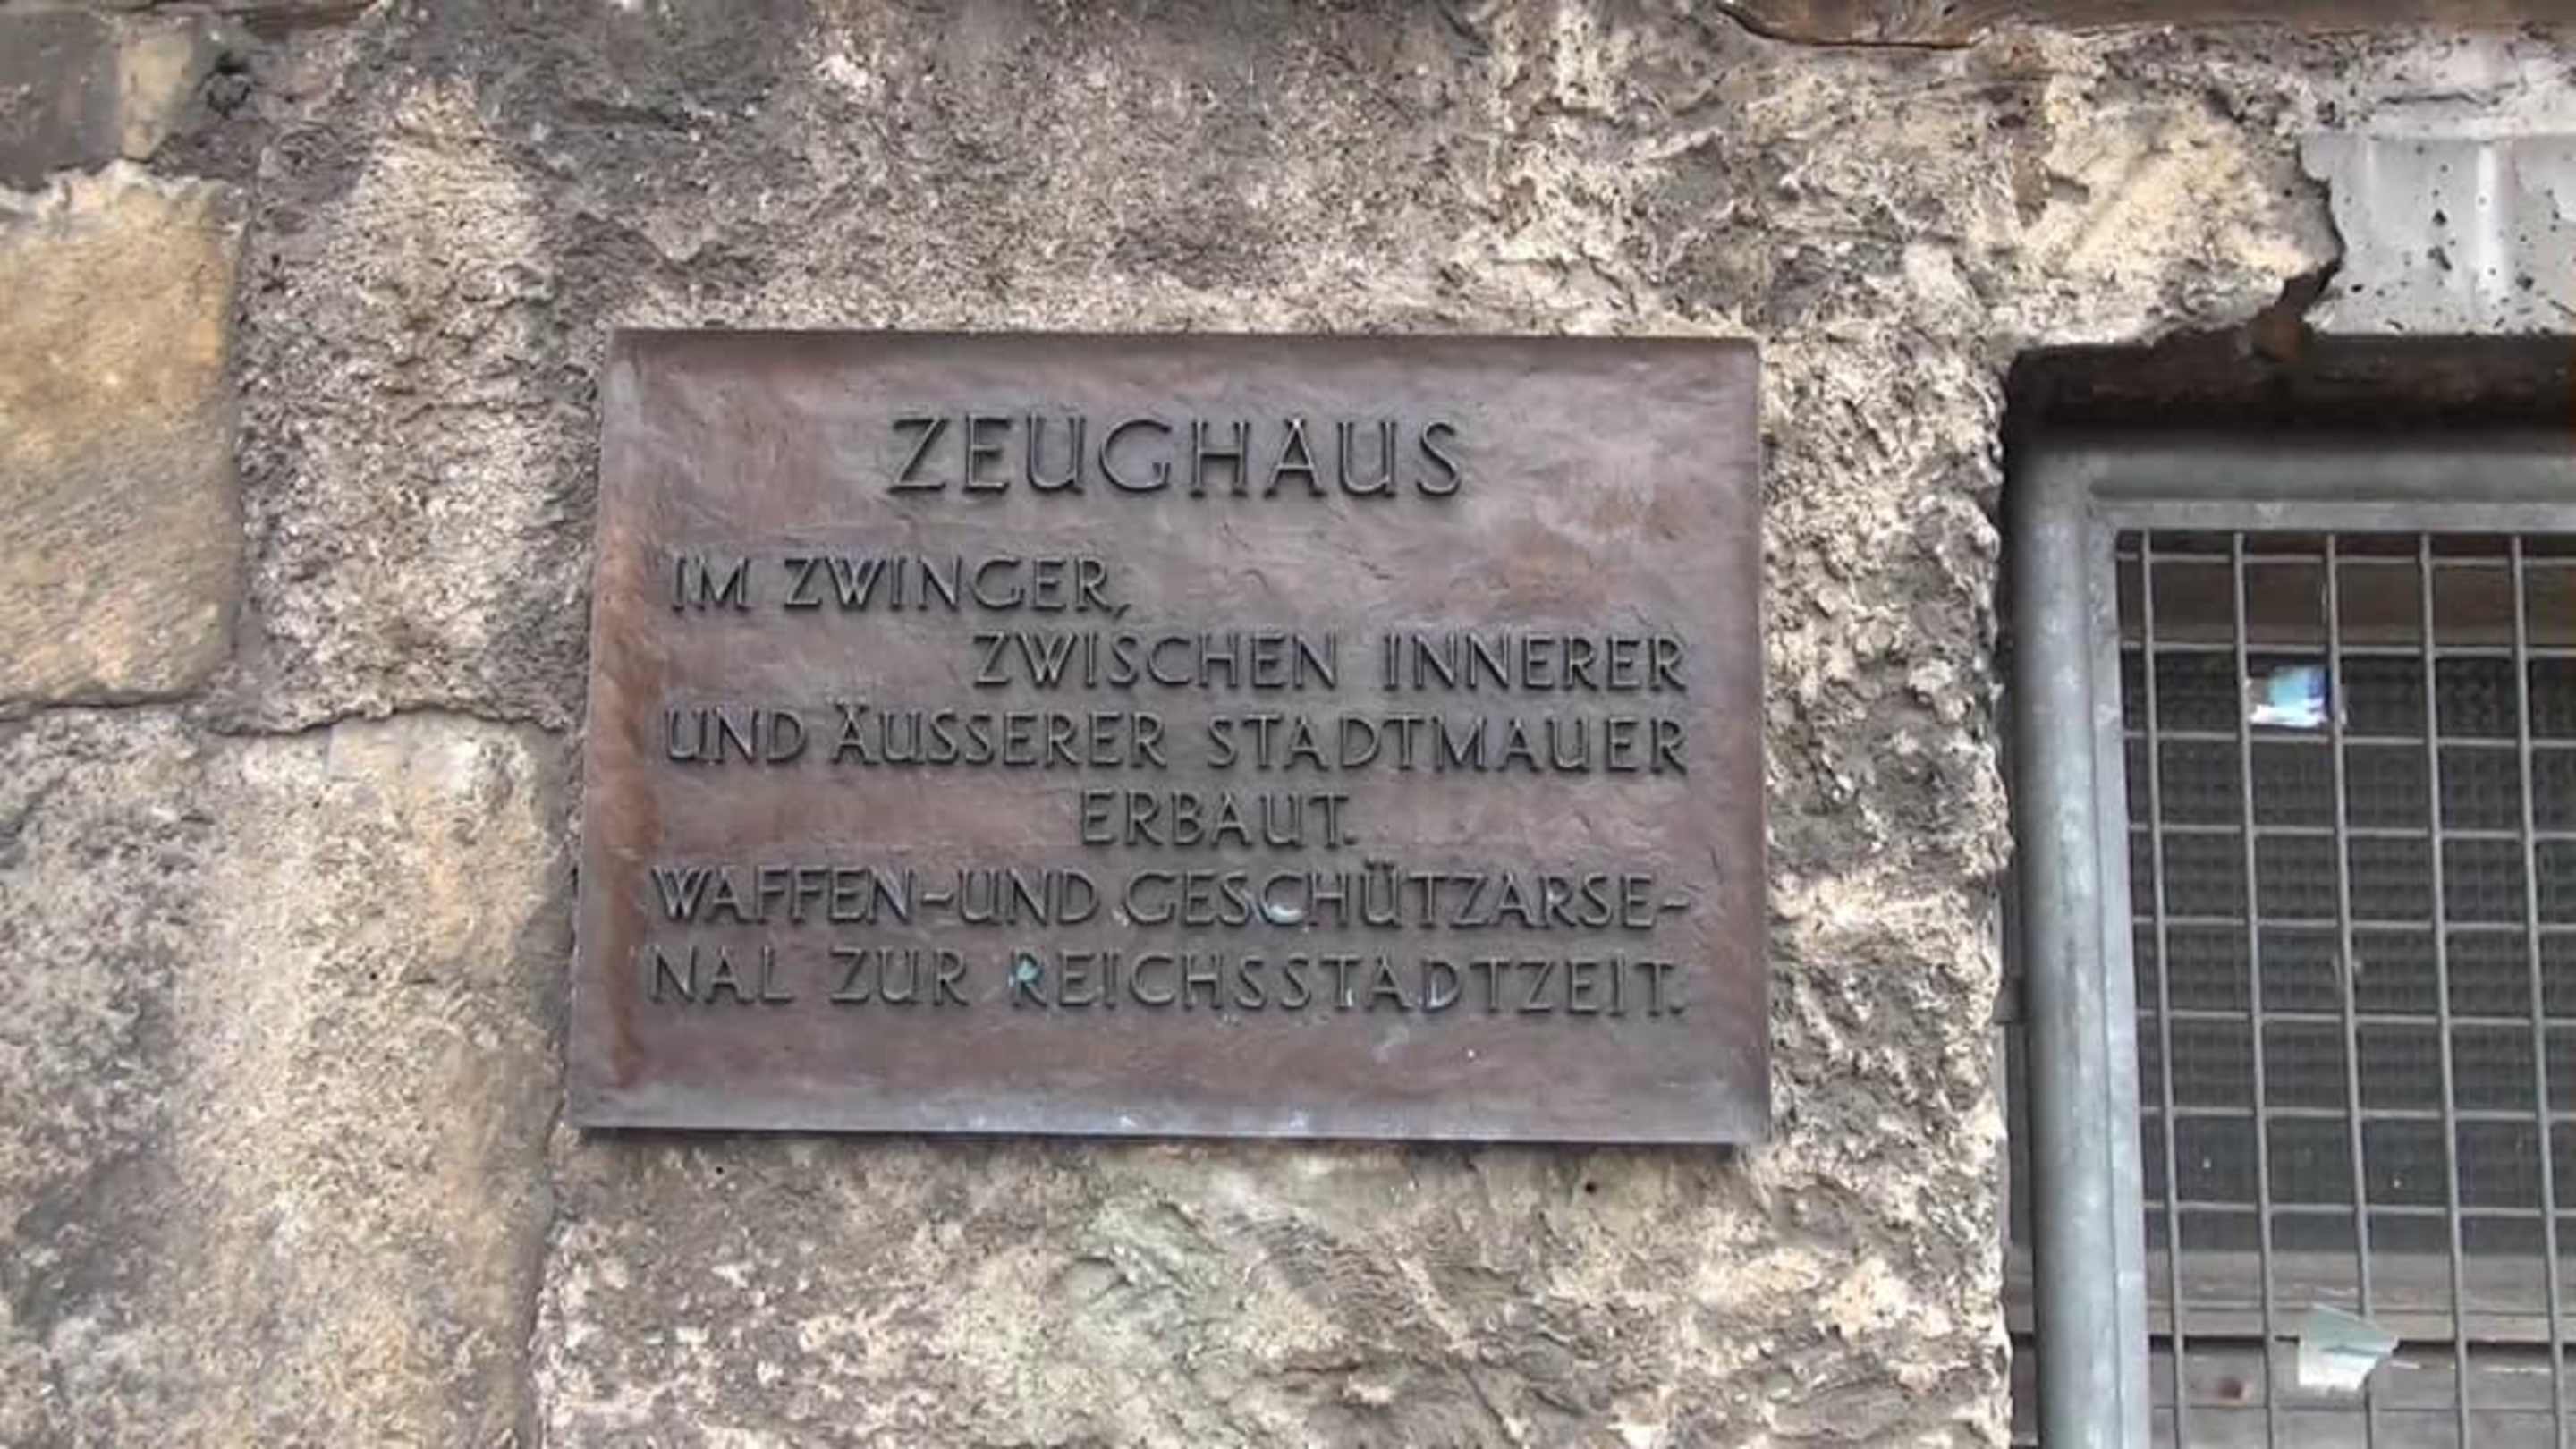 ZEUGHAUS
IM ZWINGER,
ZWISCHEN INNERER
UND ÄUSSERER STADTMAUER
ERBAUT.
WAFFEN-UND GESCHÜTZARSE-
NAL ZUR REICHSSTADTZEIT.